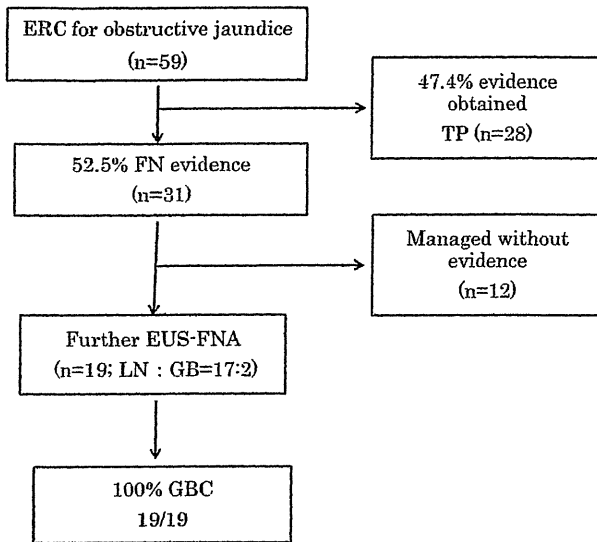 ERC for obstructive jaundice
(n=59)
47.4% evidence
obtained
TP (n=28)
52.5% FN evidence
(n=31)
Managed without
evidence
(n=12)
Further EUS-FNA
(n=19; LN : GB=17:2)
100% GBC
19/19